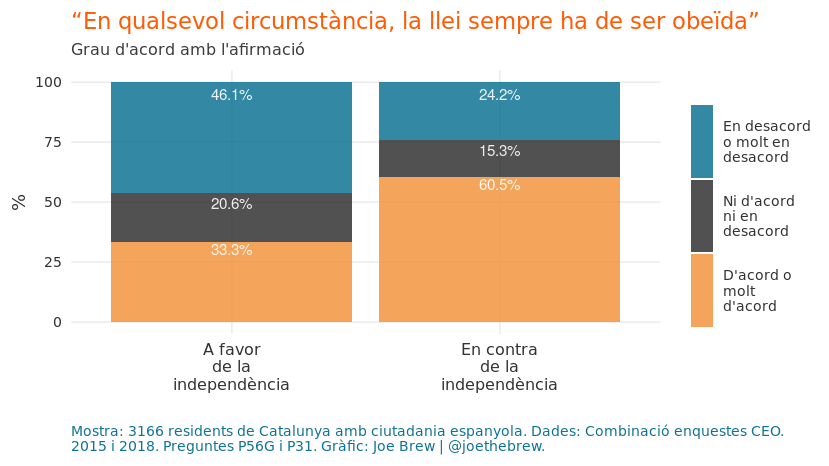 “En qualsevol circumstància, la llei sempre ha de ser obeïda”
Grau d'acord amb l'afirmació
%
100
75
50
25
0
46.1%
20.6%
33.3%
24.2%
15.3%
60.5%
A favor
de la
independència
En contra
de la
independència
En desacord
o molt en
desacord
Ni d'acord
ni en
desacord
D'acord o
molt
d'acord
Mostra: 3166 residents de Catalunya amb ciutadania espanyola. Dades: Combinació enquestes CEO.
2015 i 2018. Preguntes P56G i P31. Gràfic: Joe Brew | @joethebrew.